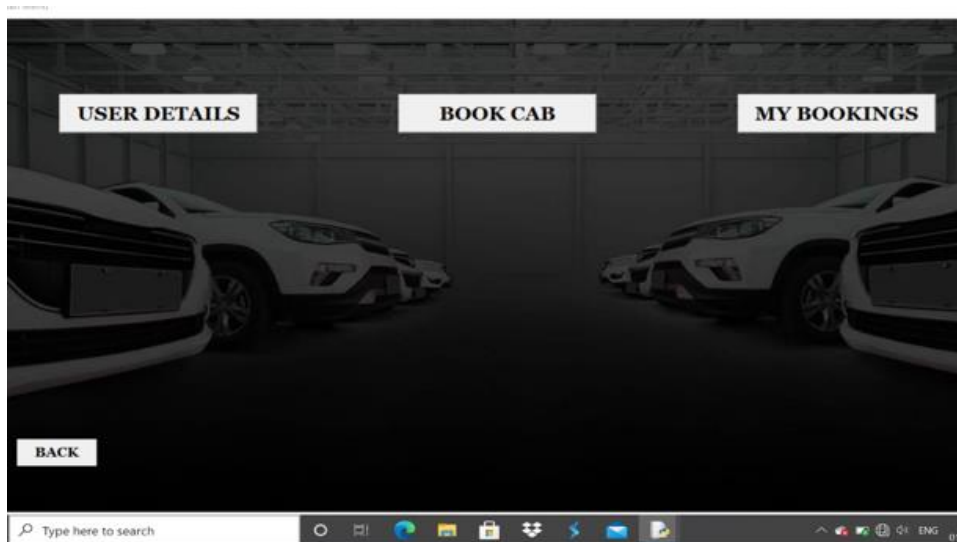 USER DETAILS
BOOK CAB
MY BOOKINGS
BACK
Type here to search
ENG